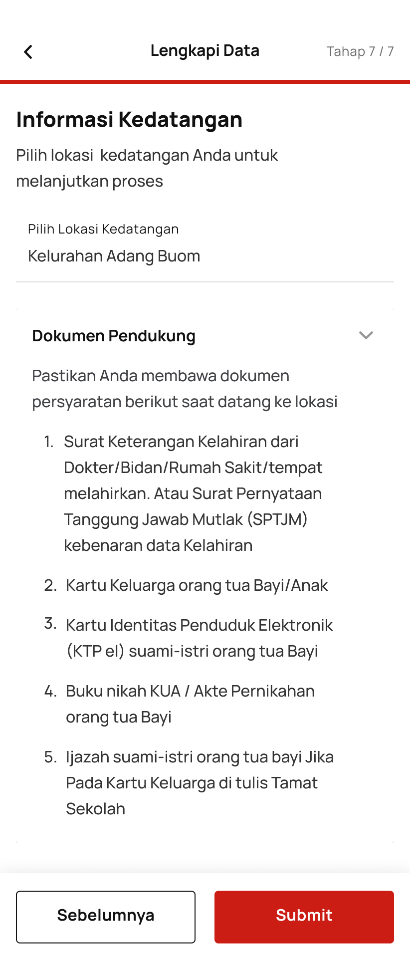 Lengkapi Data
Tahap 7 / 7
Informasi Kedatangan
Pilih lokasi kedatangan Anda untuk
melanjutkan proses
Pilih Lokasi Kedatangan
Kelurahan Adang Buom
Dokumen Pendukung
Pastikan Anda membawa dokumen
persyaratan berikut saat datang ke lokasi
1. Surat Keterangan Kelahiran dari
Dokter/Bidan/Rumah Sakit/tempat
melahirkan. Atau Surat Pernyataan
Tanggung Jawab Mutlak (SPTJM)
kebenaran data Kelahiran
2. Kartu Keluarga orang tua Bayi/Anak
3. Kartu Identitas Penduduk Elektronik
(KTP el) suami-istri orang tua Bayi
4. Buku nikah KUA / Akte Pernikahan
orang tua Bayi
5. Ijazah suami-istri orang tua bayi Jika
Pada Kartu Keluarga di tulis Tamat
Sekolah
Sebelumnya
Submit